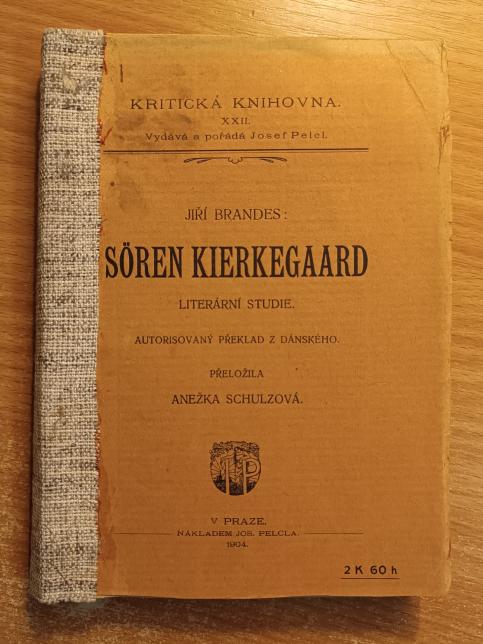 KRITICKÁ KNIHOVNA.
XXII.
Vydává a pořádá Josef Pelcl.
JIŘÍ BRANDES:
SÖREN KIERKEGAARD
LITERÁRNÍ STUDIE.
AUTORISOVANÝ PŘEKLAD Z DÁNSKÉHO.
PŘELOŽILA
ANEŽKA SCHULZOVÁ.
V PRAZE.
NÁKLADEM JOS. PELCLA.
1904.
2 K 60 h